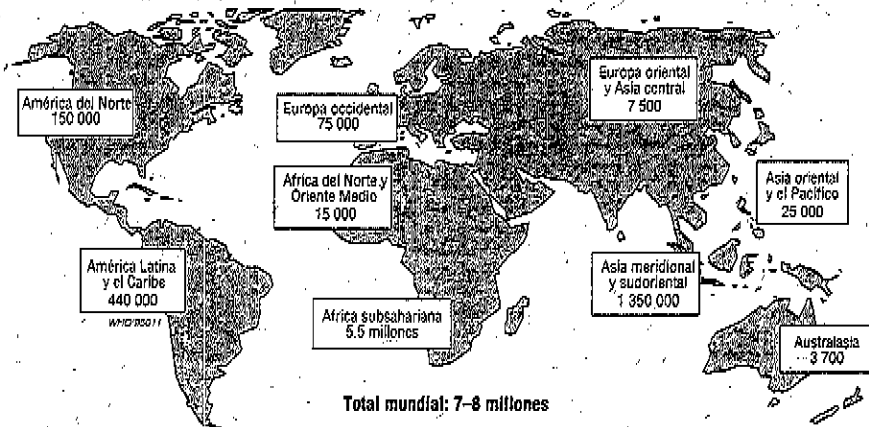 América del Norte
150 000
Europa occidental
75 000
Europa oriental
y Asia central
7 500
Africa del Norte y
Oriente Medio
15 000
Asia oriental
y el Pacífico
25 000
América Latina
y el Caribe
440 000
WHO 95011
Africa subsahariana
5.5 millones
Asia meridional
y sudoriental
1 350,000
Australasia
3 700
Total mundial: 7–8 millones